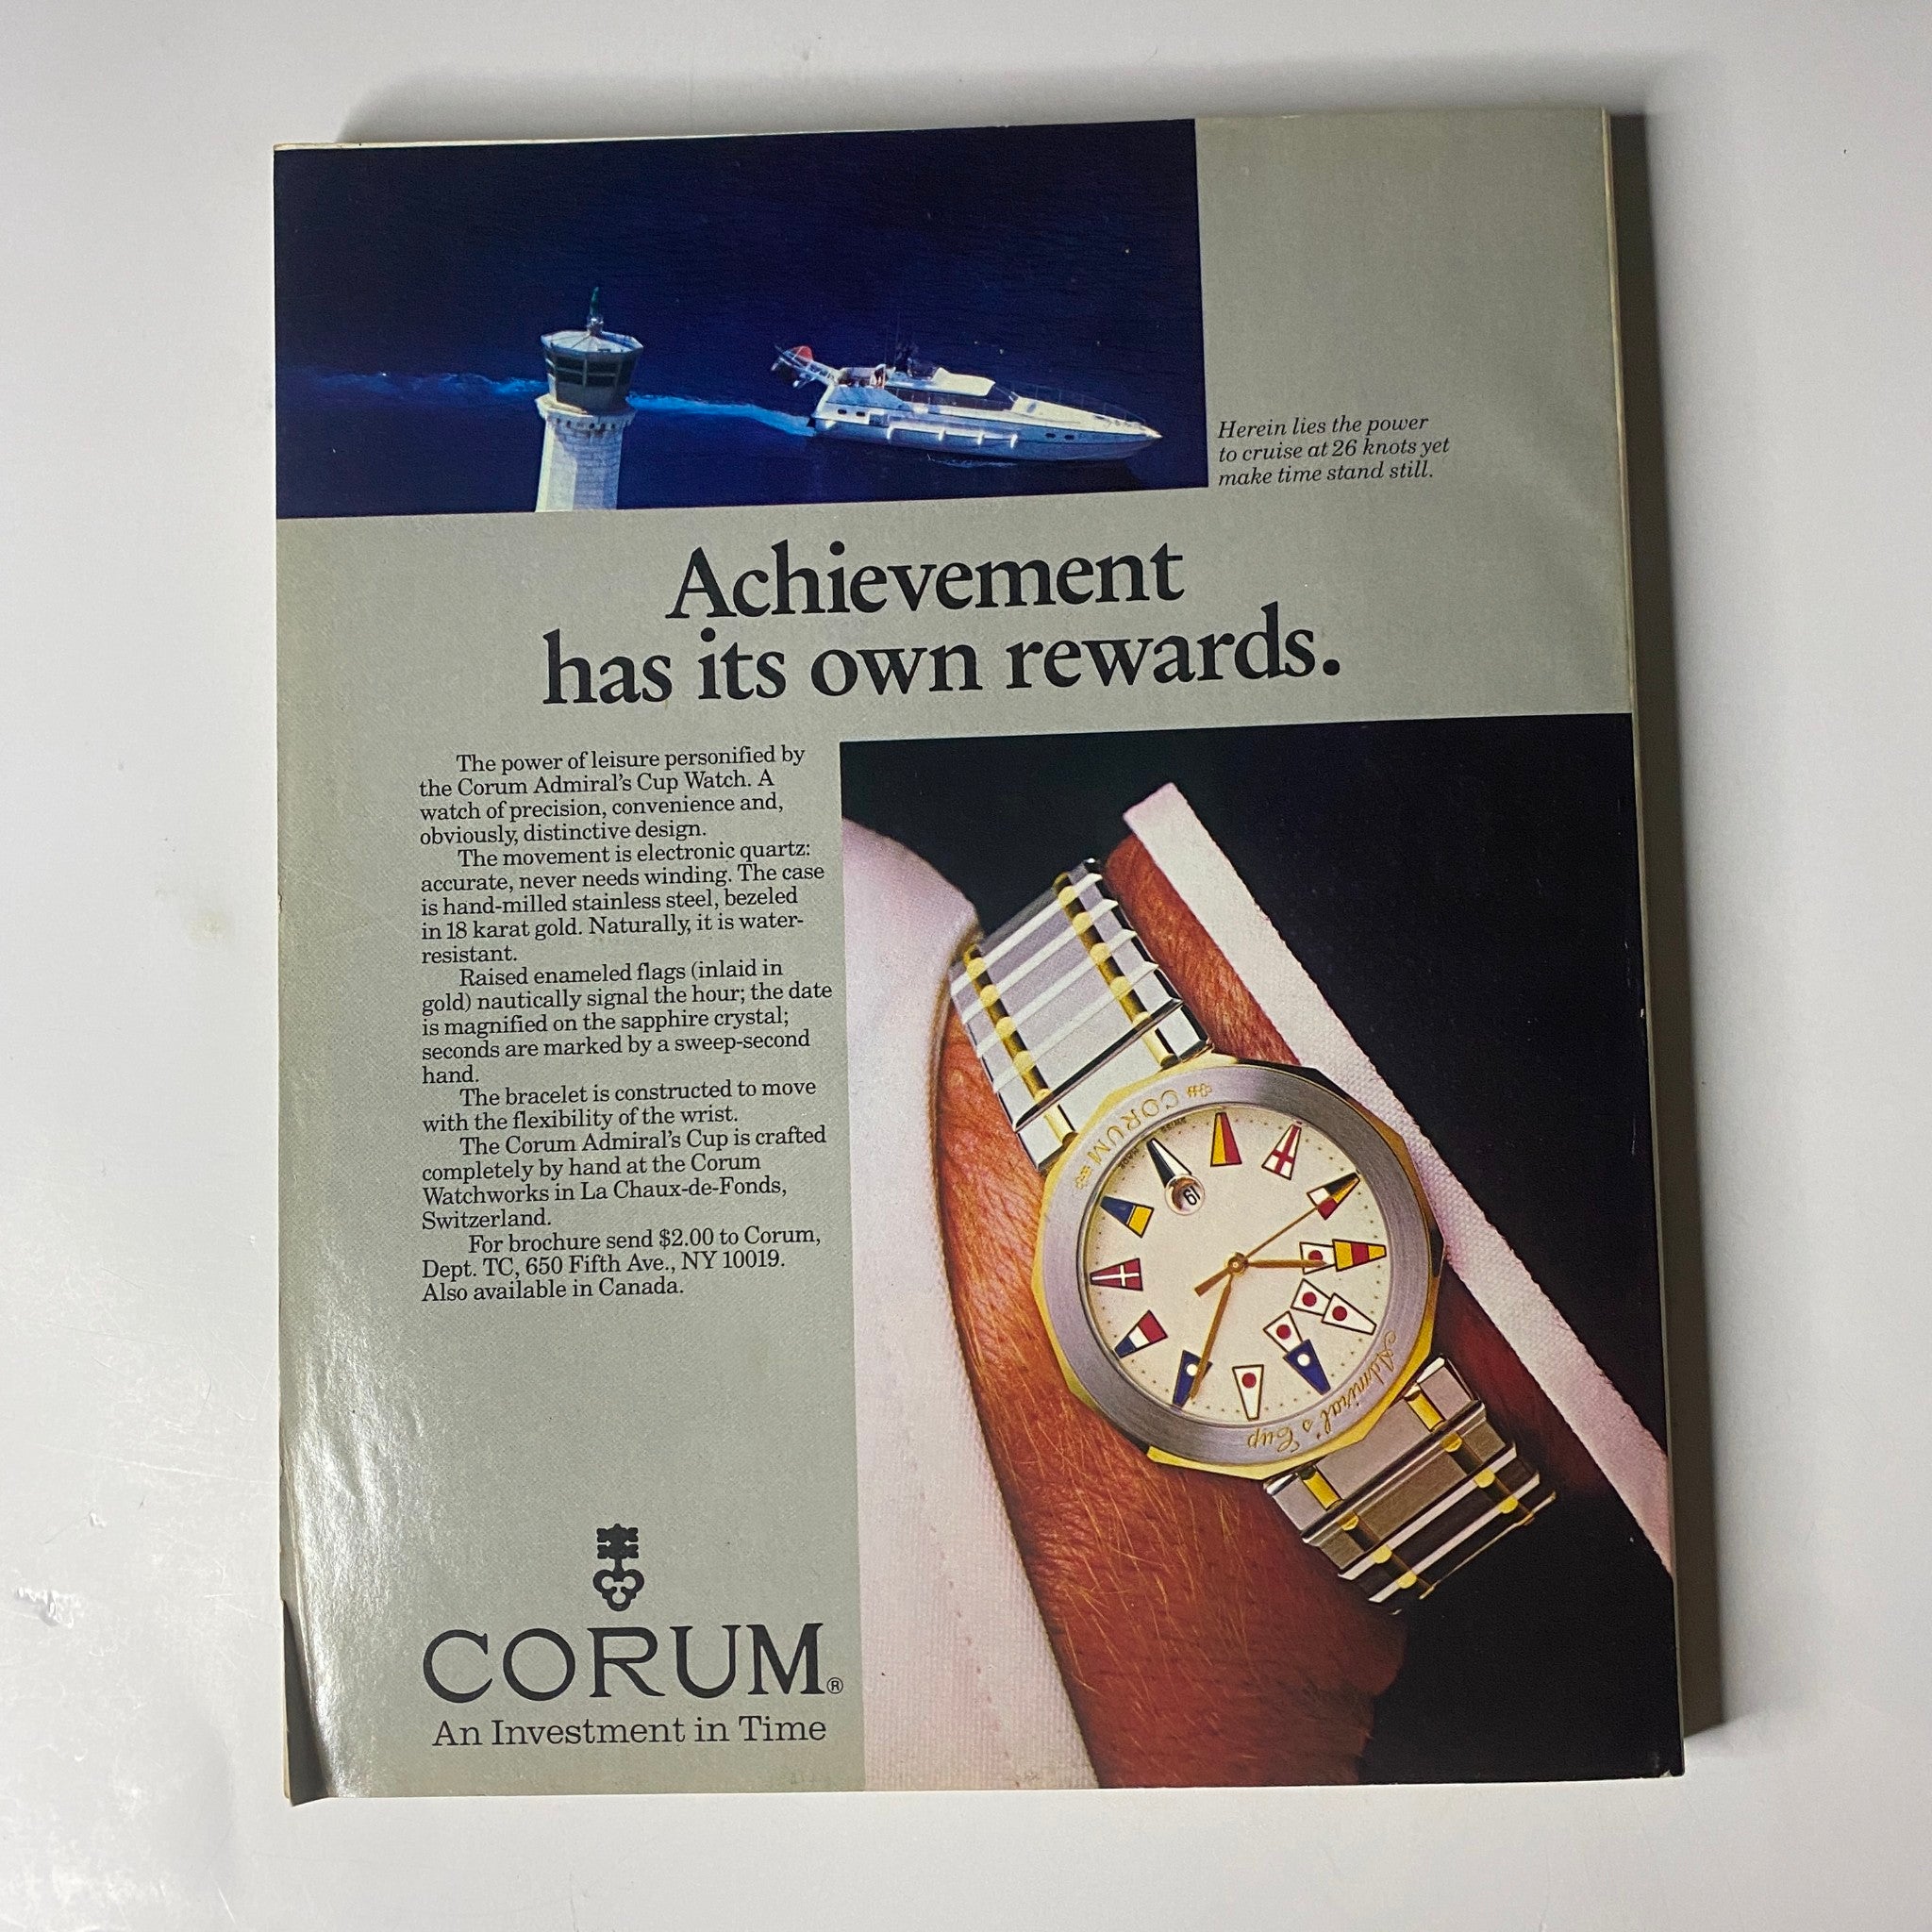 Herein lies the power
to cruise at 26 knots yet
make time stand still.
Achievement
has its own rewards.
The power of leisure personified by
the Corum Admiral's Cup Watch. A
watch of precision, convenience and,
obviously, distinctive design.
The movement is electronic quartz:
accurate, never needs winding. The case
is hand-milled stainless steel, bezeled
in 18 karat gold. Naturally, it is water-
resistant.
Raised enameled flags (inlaid in
gold) nautically signal the hour; the date
is magnified on the sapphire crystal;
seconds are marked by a sweep-second
hand.
The bracelet is constructed to move
with the flexibility of the wrist.
The Corum Admiral's Cup is crafted
completely by hand at the Corum
Watchworks in La Chaux-de-Fonds,
Switzerland.
For brochure send $2.00 to Corum,
Dept. TC, 650 Fifth Ave., NY 10019.
Also available in Canada.
CORUM
19
Admiral's Cup
CORUM®
An Investment in Time